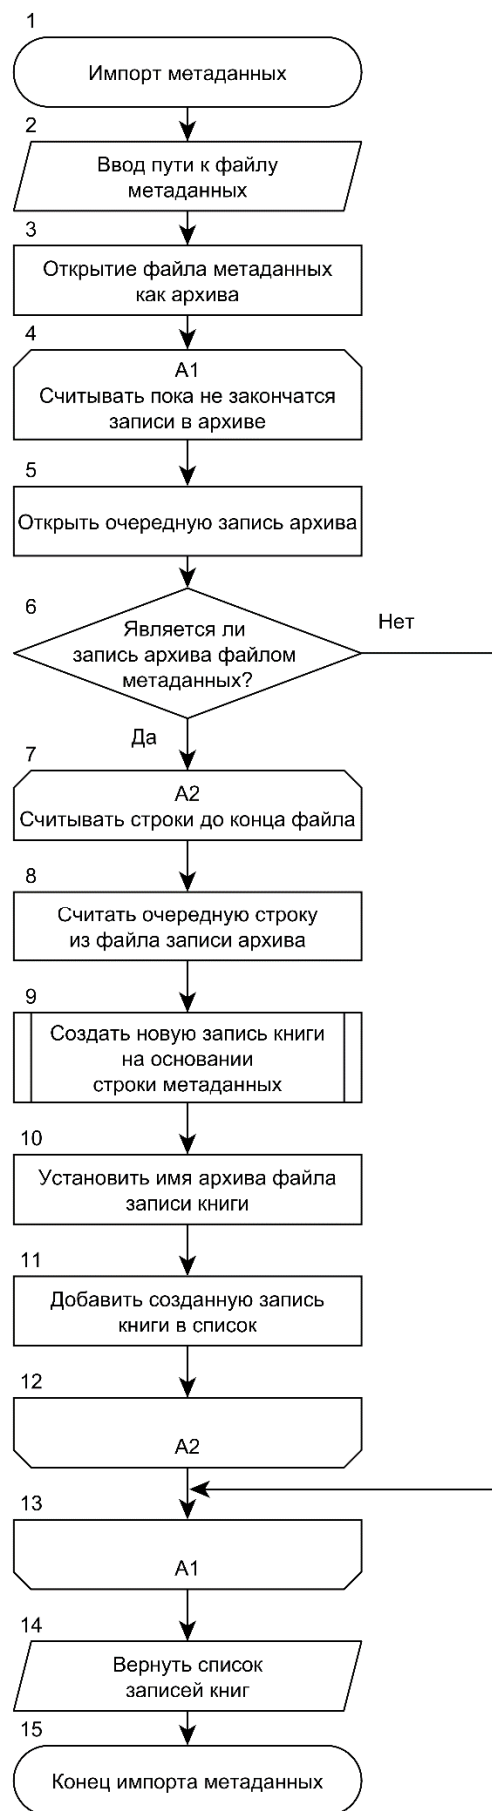 1
Импорт метаданных
2
Ввод пути к файлу
метаданных
3
Открытие файла метаданных
как архива
4
A1
Считывать пока не закончатся
записи в архиве
5
Открыть очередную запись архива
6
Является ли
запись архива файлом
метаданных?
Нет
Да
7
A2
Считывать строки до конца файла
8
Считать очередную строку
из файла записи архива
9
Создать новую запись книги
на основании
строки метаданных
10
Установить имя архива файла
записи книги
11
Добавить созданную запись
книги в список
12
A2
13
A1
14
Вернуть список
записей книг
15
Конец импорта метаданных